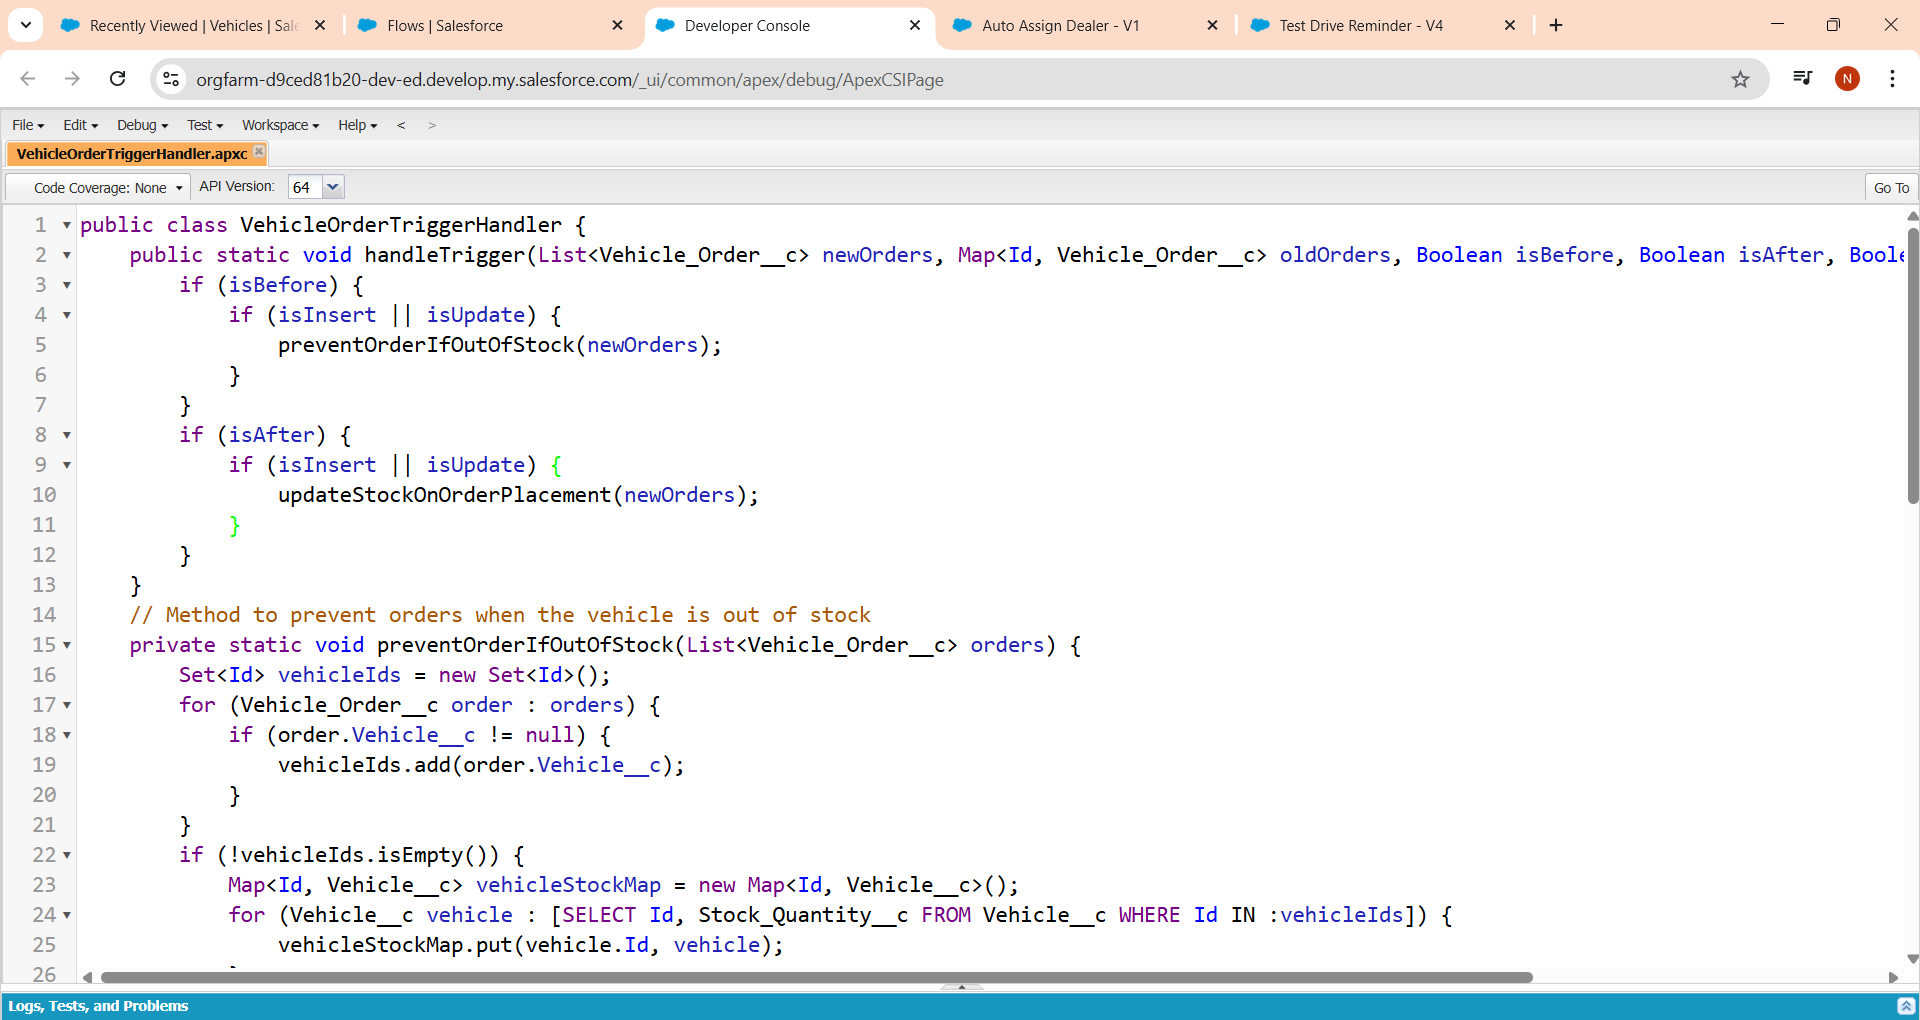 Recently Viewed | Vehicles | Sale
Flows | Salesforce
Developer Console
Auto Assign Dealer - V1
Test Drive Reminder - V4
orgfarm-d9ced81b20-dev-ed.develop.my.salesforce.com/_ui/common/apex/debug/ApexCSIPage
N
File Edit Debug Test Workspace Help < >
VehicleOrderTriggerHandler.apxc
Code Coverage: None API Version: 64 Go To
1 public class VehicleOrderTriggerHandler {
2 public static void handleTrigger(List<Vehicle_Order__c> newOrders, Map<Id, Vehicle_Order__c> oldOrders, Boolean isBefore, Boolean isAfter, Boole
3 if (isBefore) {
4 if (isInsert || isUpdate) {
5 preventOrderIfOutOfStock(newOrders);
6 }
7 }
8 if (isAfter) {
9 if (isInsert || isUpdate) {
10 updateStockOnOrderPlacement(newOrders);
11 }
12 }
13 }
14 // Method to prevent orders when the vehicle is out of stock
15 private static void preventOrderIfOutOfStock(List<Vehicle_Order__c> orders) {
16 Set<Id> vehicleIds = new Set<Id>();
17 for (Vehicle_Order__c order : orders) {
18 if (order.Vehicle__c != null) {
19 vehicleIds.add(order.Vehicle__c);
20 }
21 }
22 if (!vehicleIds.isEmpty()) {
23 Map<Id, Vehicle__c> vehicleStockMap = new Map<Id, Vehicle__c>();
24 for (Vehicle__c vehicle : [SELECT Id, Stock_Quantity__c FROM Vehicle__c WHERE Id IN :vehicleIds]) {
25 vehicleStockMap.put(vehicle.Id, vehicle);
26
Logs, Tests, and Problems